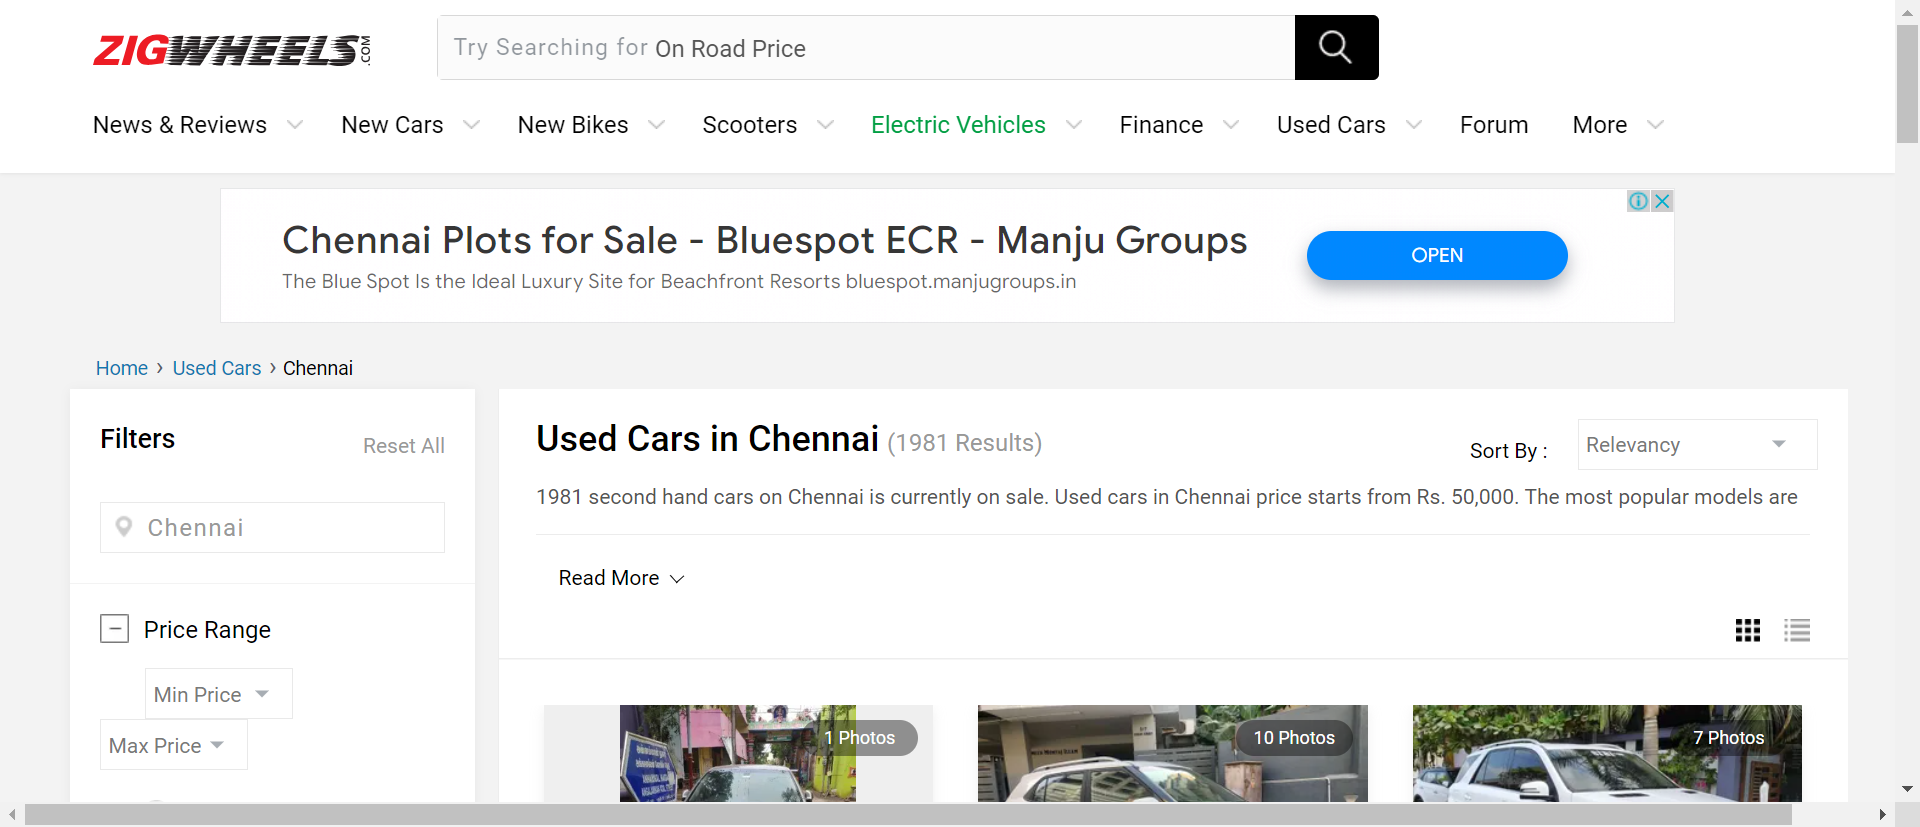 ZIGWHEELS.COM
Try Searching for On Road Price
News & Reviews New Cars New Bikes Scooters Electric Vehicles Finance Used Cars Forum More
Chennai Plots for Sale - Bluespot ECR - Manju Groups
The Blue Spot Is the Ideal Luxury Site for Beachfront Resorts bluespot.manjugroups.in
OPEN
Home › Used Cars › Chennai
Filters
Reset All
Chennai
Price Range
Min Price
Max Price
Used Cars in Chennai (1981 Results)
Sort By :
Relevancy
1981 second hand cars on Chennai is currently on sale. Used cars in Chennai price starts from Rs. 50,000. The most popular models are
Read More
1 Photos
10 Photos
7 Photos